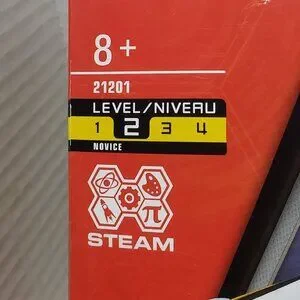 8+
21201
LEVEL/NIVEAU
1 2 3 4
NOVICE
π
STEAM